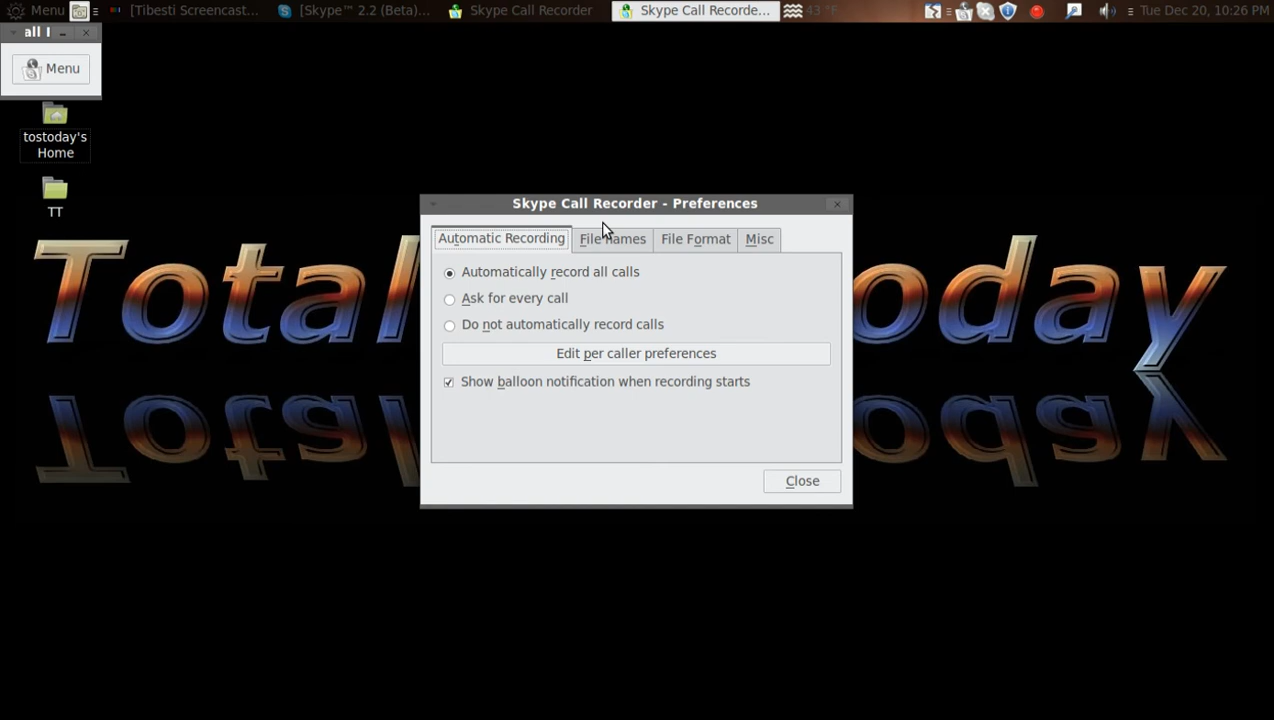 Menu
[Tibesti Screencast...
[Skype™ 2.2 (Beta)...
Skype Call Recorder
Skype Call Recorde...
43 °F
Tue Dec 20, 10:26 PM
all I
Menu
tostoday's
Home
TT
Skype Call Recorder - Preferences
Automatic Recording
File names
File Format
Misc
Automatically record all calls
Ask for every call
Do not automatically record calls
Edit per caller preferences
Show balloon notification when recording starts
Close
Total
oday